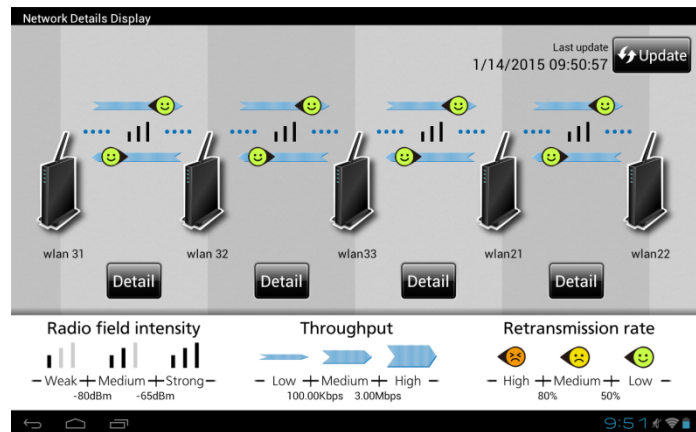 Network Details Display
Last update
1/14/2015 09:50:57
Update
wlan 31
wlan 32
wlan33
wlan21
wlan22
Detail
Detail
Detail
Detail
Radio field intensity
Weak
Medium
Strong
-80dBm
-65dBm
Throughput
Low
Medium
High
100.00Kbps
3.00Mbps
Retransmission rate
High
Medium
Low
80%
50%
9:51